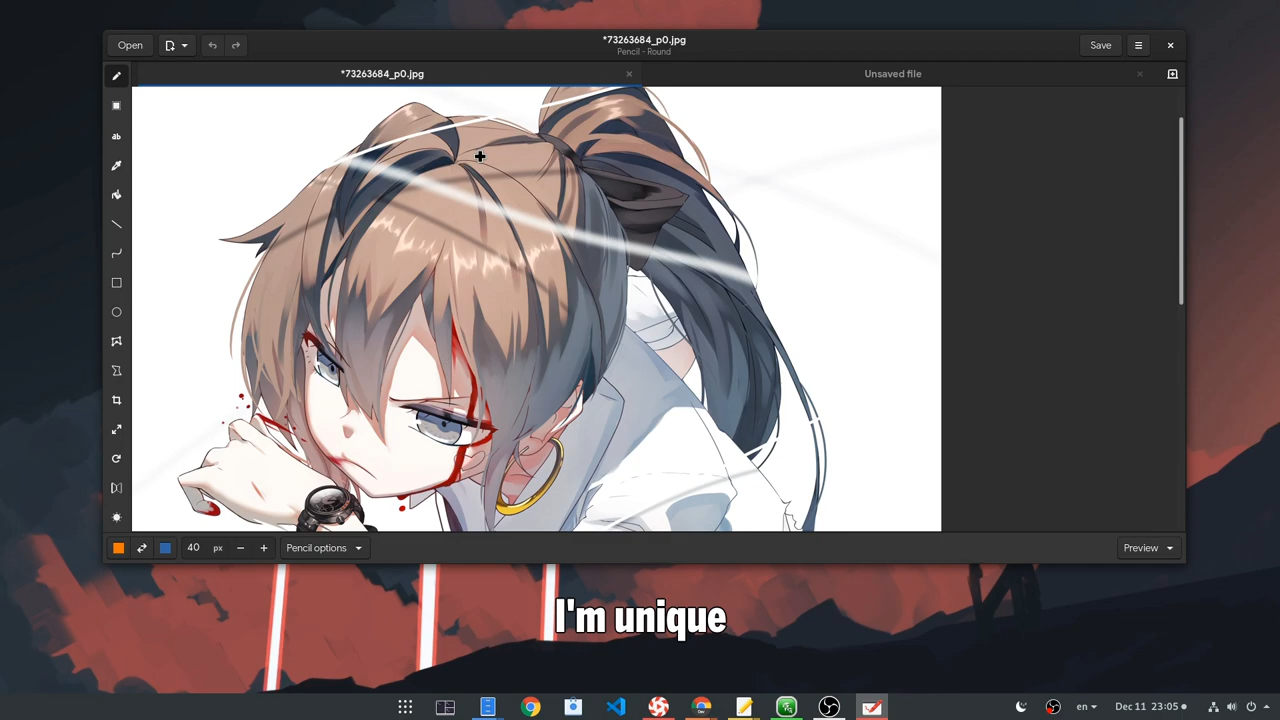 Open
*73263684_p0.jpg
Pencil - Round
Save
*73263684_p0.jpg
Unsaved file
ab
40 px
Pencil options
Preview
I'm unique
en
Dec 11 23:05